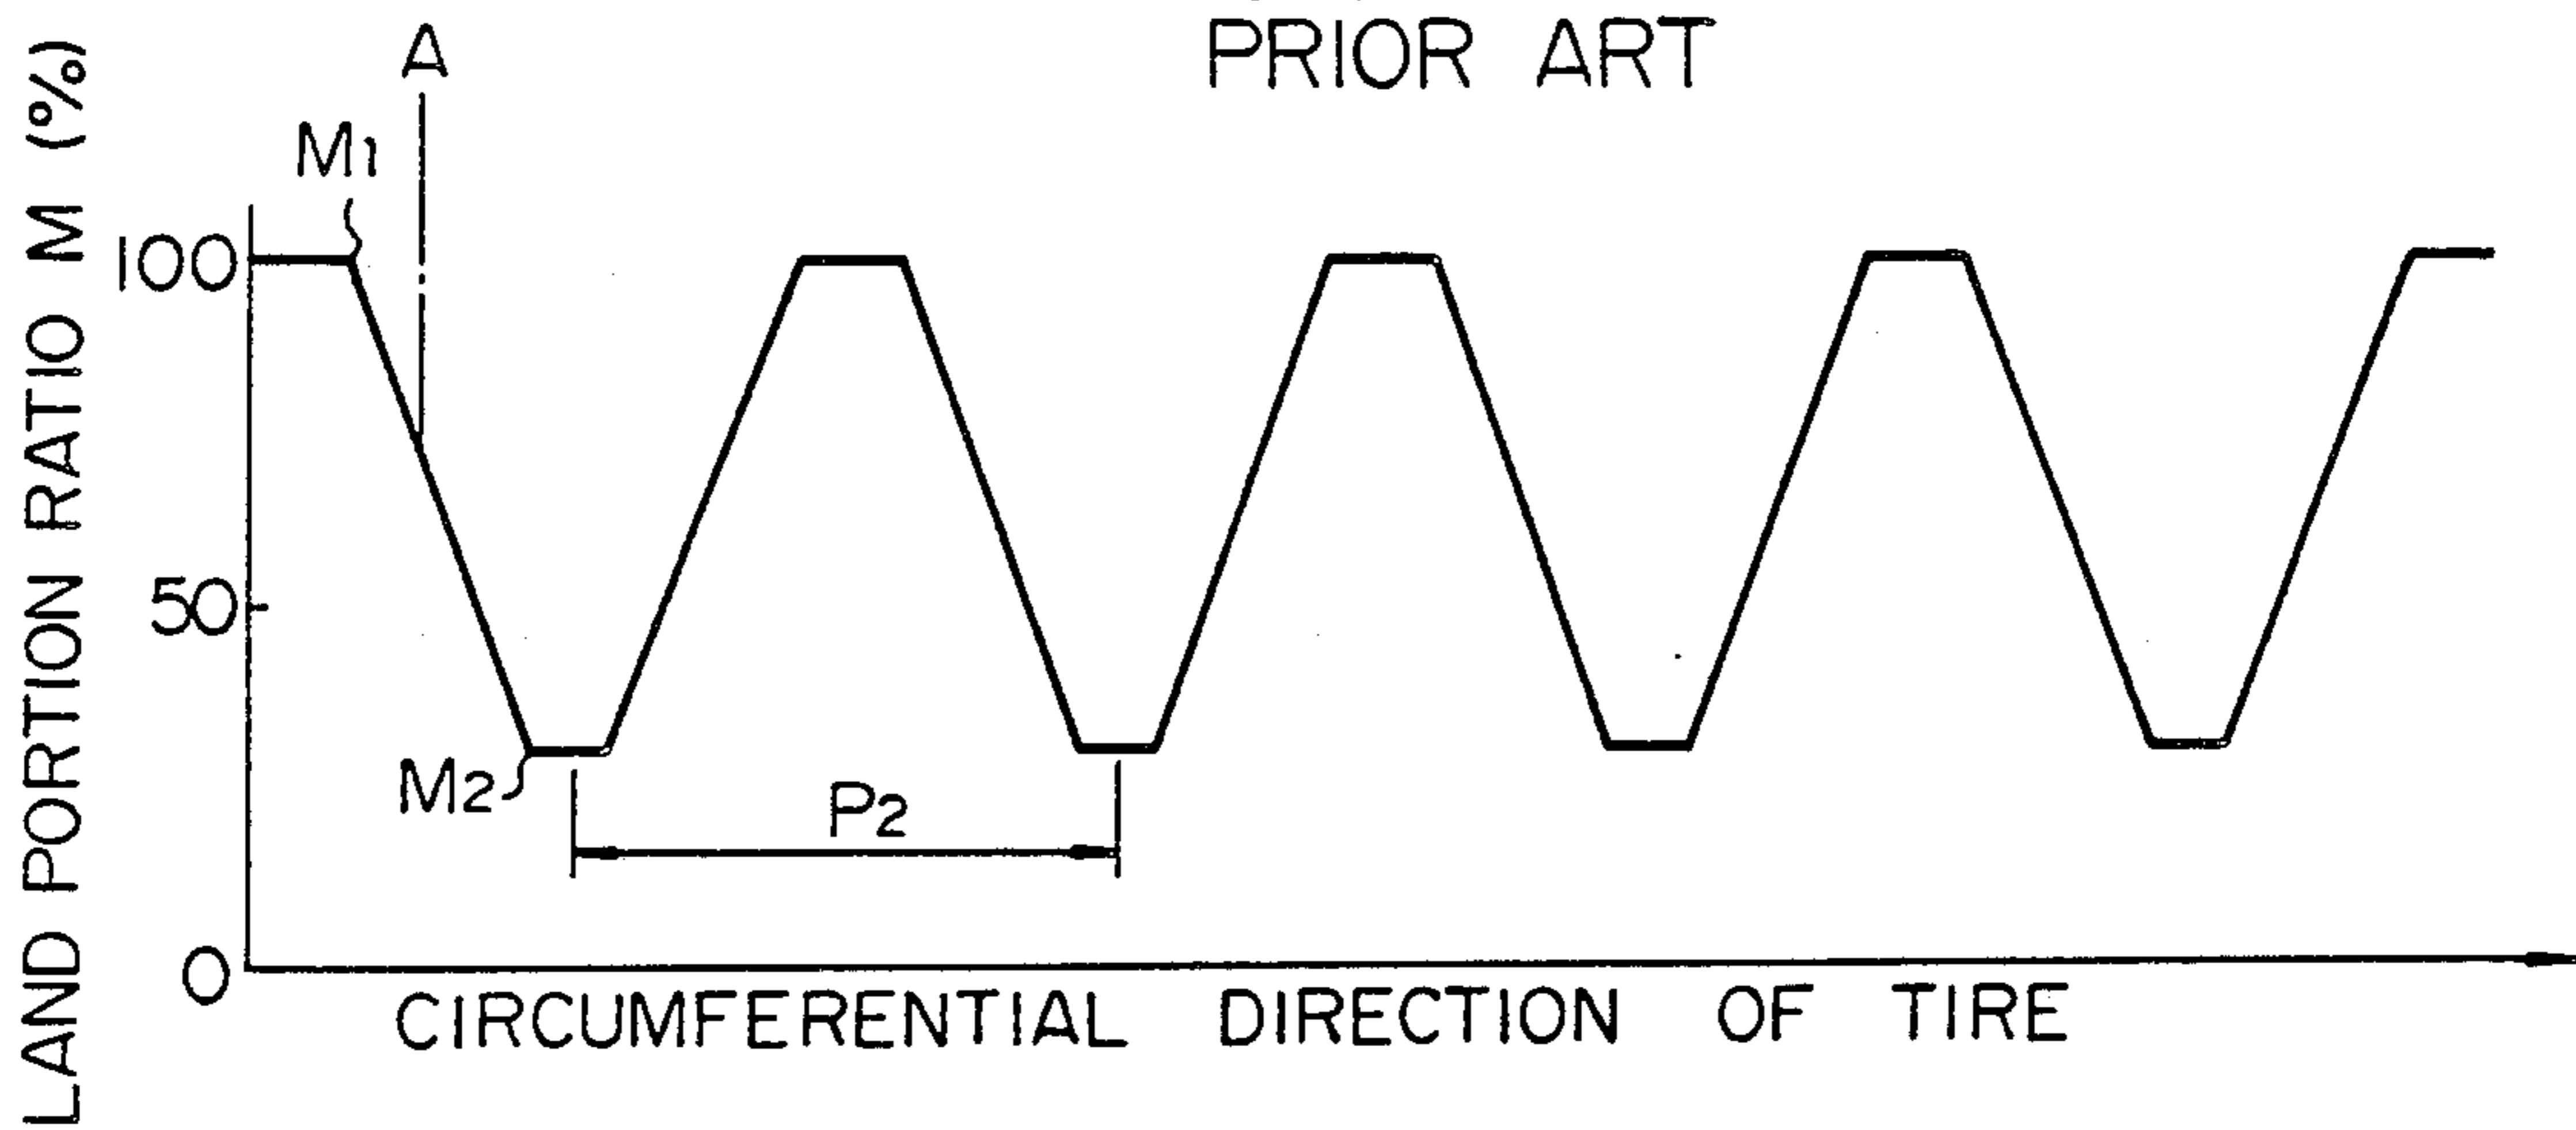 PRIOR ART
A
M1
LAND PORTION RATIO M (%)
100
50
M2
P2
0
CIRCUMFERENTIAL DIRECTION OF TIRE